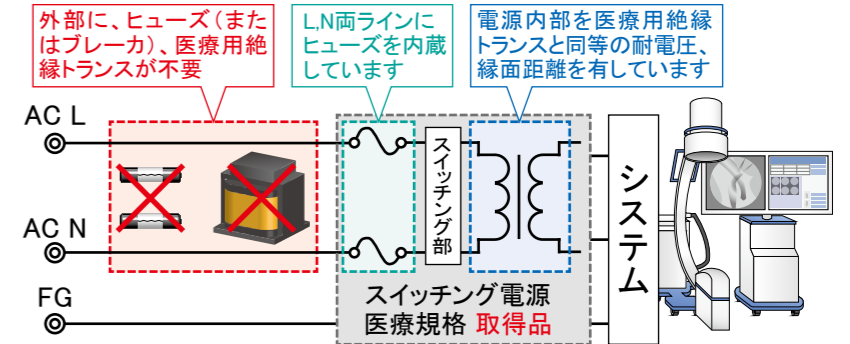 外部に、ヒューズ(また
はブレーカ)、医療用絶
縁トランスが不要
L,N両ラインに
ヒューズを内蔵
しています
電源内部を医療用絶縁
トランスと同等の耐電圧、
縁面距離を有しています
AC L
AC N
FG
スイッチング部
スイッチング電源
医療規格 取得品
システム